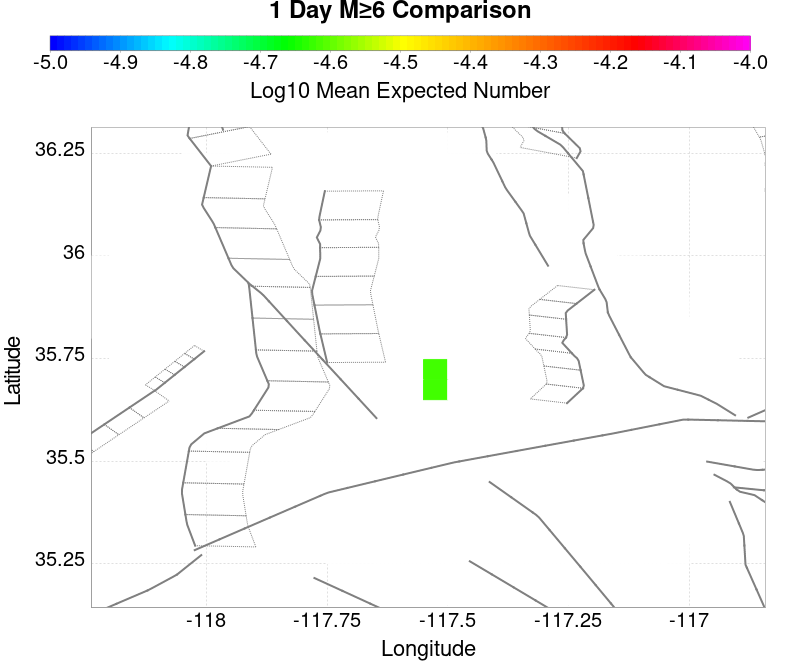 1 Day M≥6 Comparison
-5.0 -4.9 -4.8 -4.7 -4.6 -4.5 -4.4 -4.3 -4.2 -4.1 -4.0
Log10 Mean Expected Number
36.25
36
35.75
35.5
35.25
Latitude
-118 -117.75 -117.5 -117.25 -117
Longitude